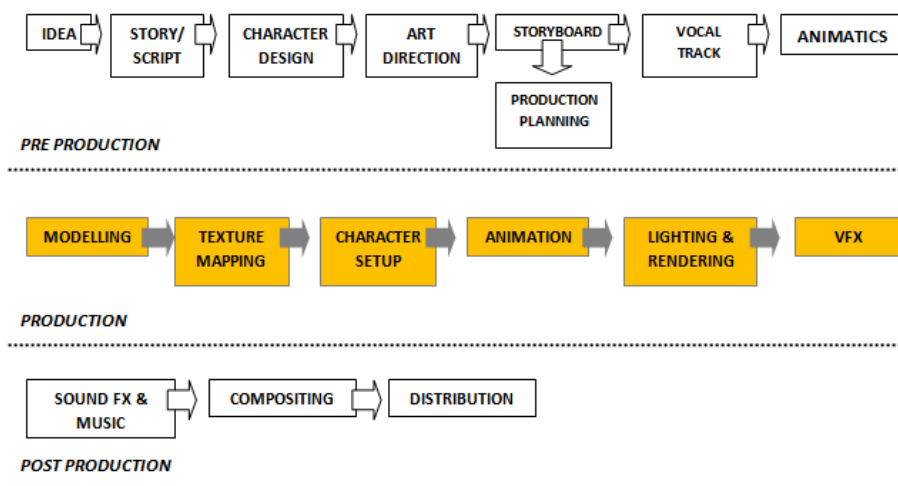 IDEA
STORY/
SCRIPT
CHARACTER
DESIGN
ART
DIRECTION
STORYBOARD
VOCAL
TRACK
ANIMATICS
PRODUCTION
PLANNING
PRE PRODUCTION
MODELLING
TEXTURE
MAPPING
CHARACTER
SETUP
ANIMATION
LIGHTING &
RENDERING
VFX
PRODUCTION
SOUND FX &
MUSIC
COMPOSITING
DISTRIBUTION
POST PRODUCTION